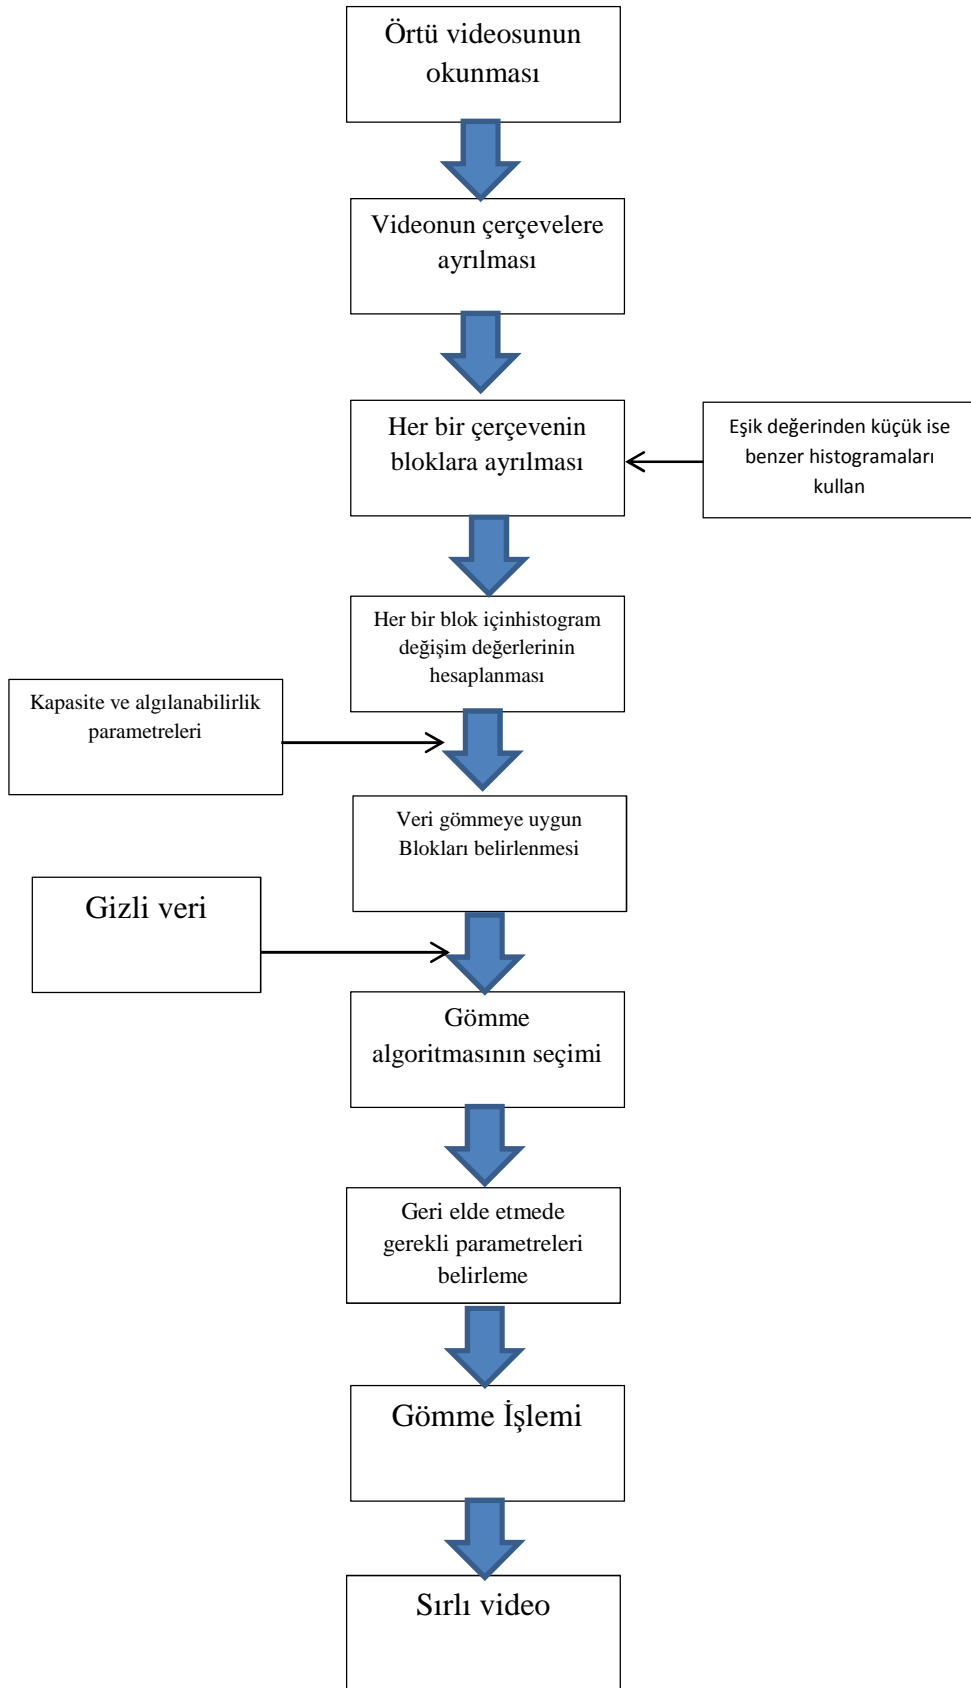 Örtü videosunun
okunması
Videonun çerçevelere
ayrılması
Her bir çerçevenin
bloklara ayrılması
Eşik değerinden küçük ise
benzer histogramaları
kullan
Her bir blok içinhistogram
değişim değerlerinin
hesaplanması
Kapasite ve algılanabilirlik
parametreleri
Veri gömmeye uygun
Blokları belirlenmesi
Gizli veri
Gömme
algoritmasının seçimi
Geri elde etmede
gerekli parametreleri
belirleme
Gömme İşlemi
Sırlı video